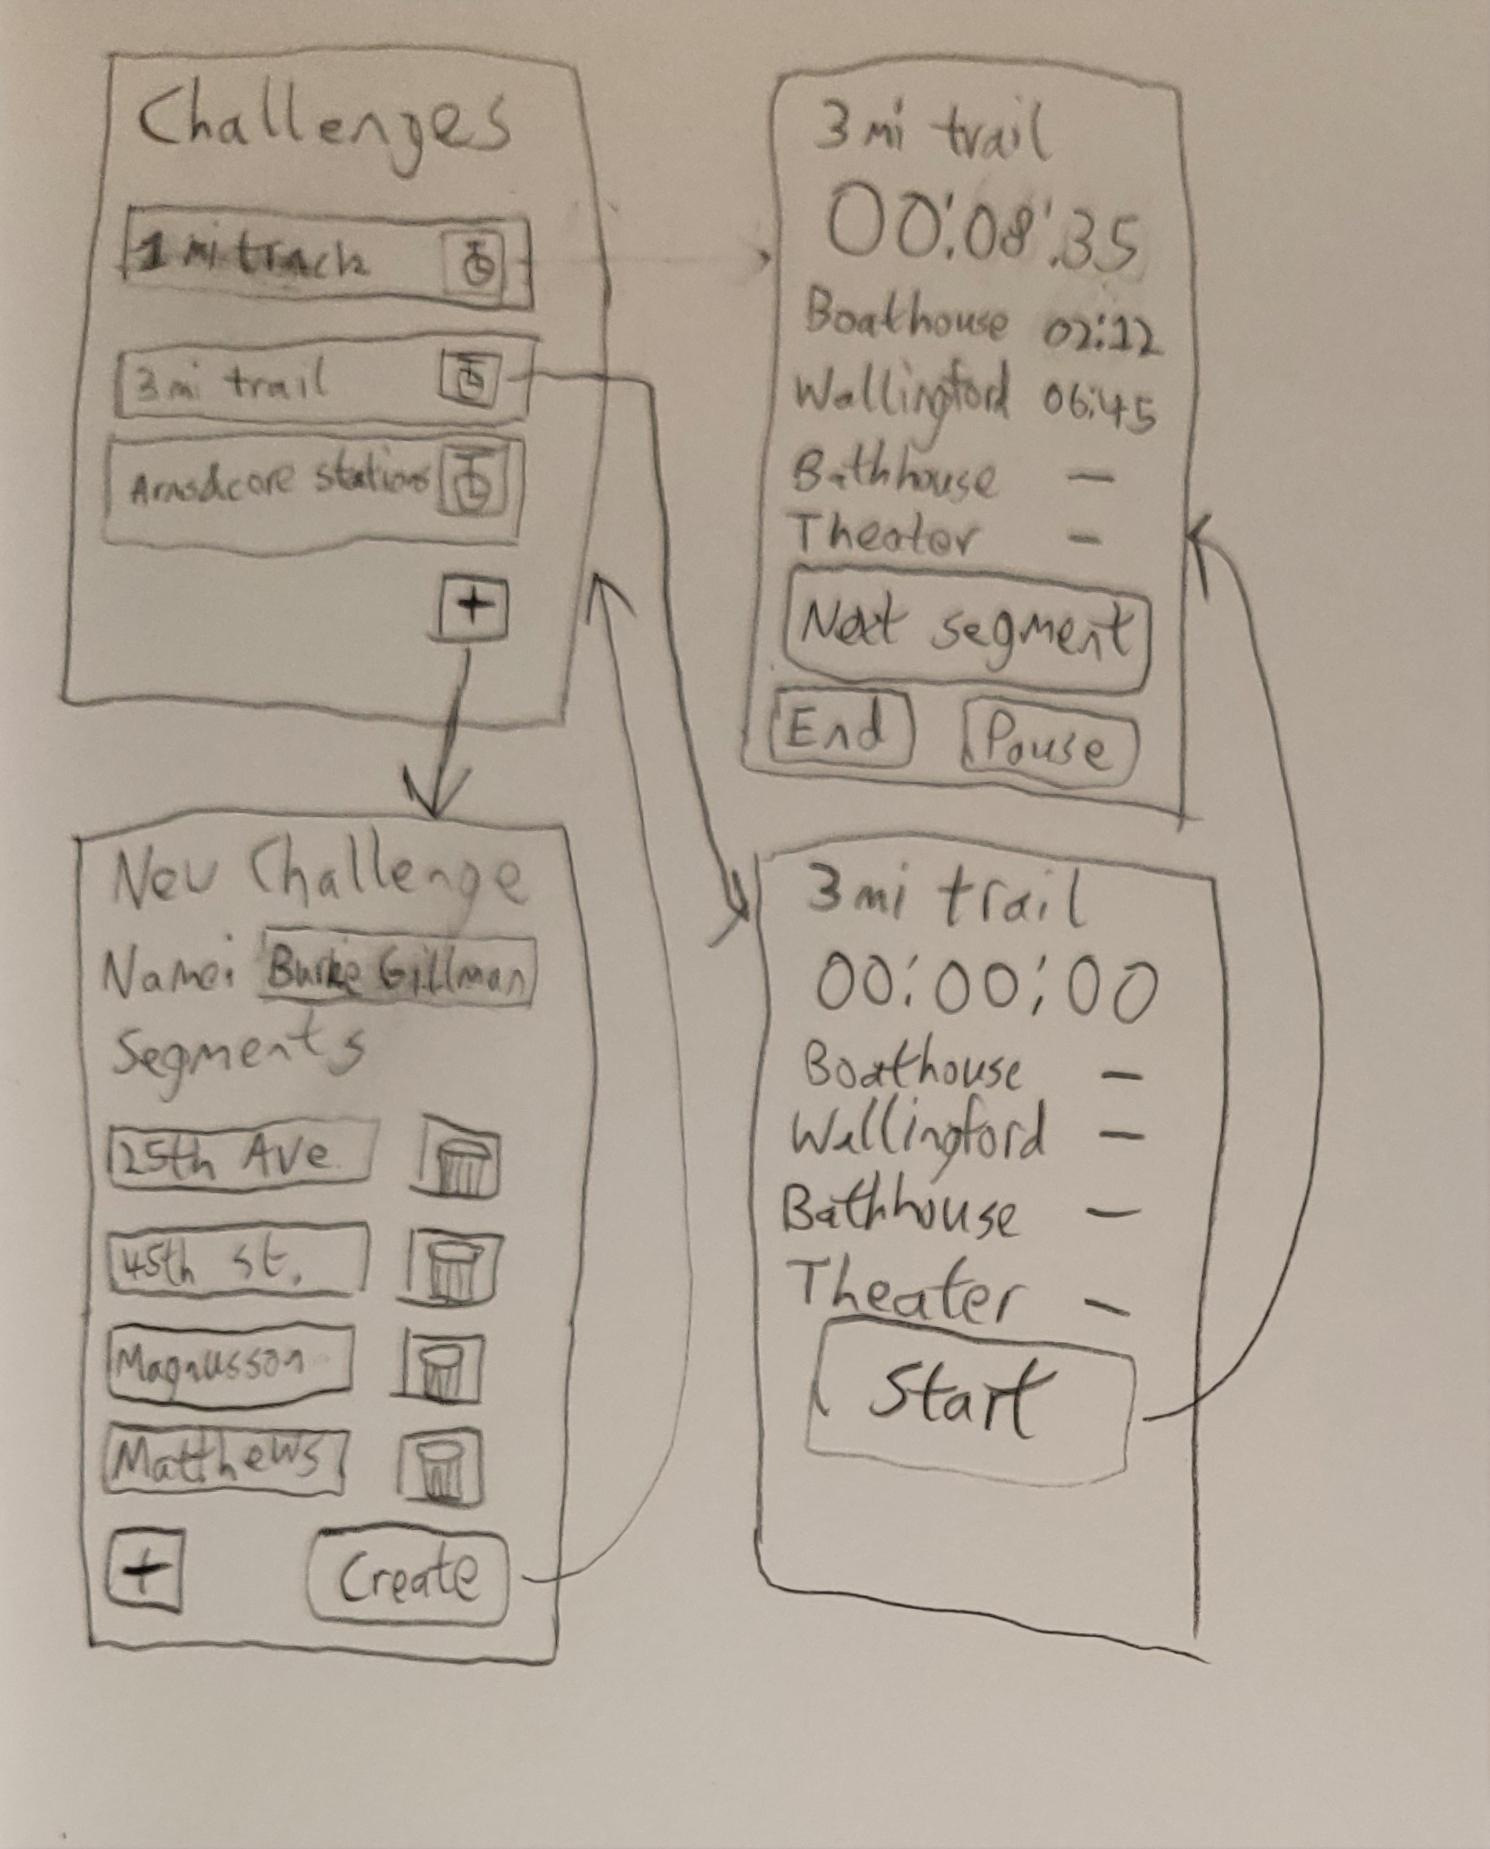 Challenges
1 mi track
3 mi trail
stations
+
New Challenge
Name: Burke Gillman
Segments
25th Ave.
45th st.
Magnusson
Matthews
+ Create
3 mi trail
00:08:35
Boathouse 02:12
Wallingford 06:45
Bathhouse —
Theater —
Next segment
End Pause
3 mi trail
00:00:00
Boathouse —
Wallingford —
Bathhouse —
Theater —
Start